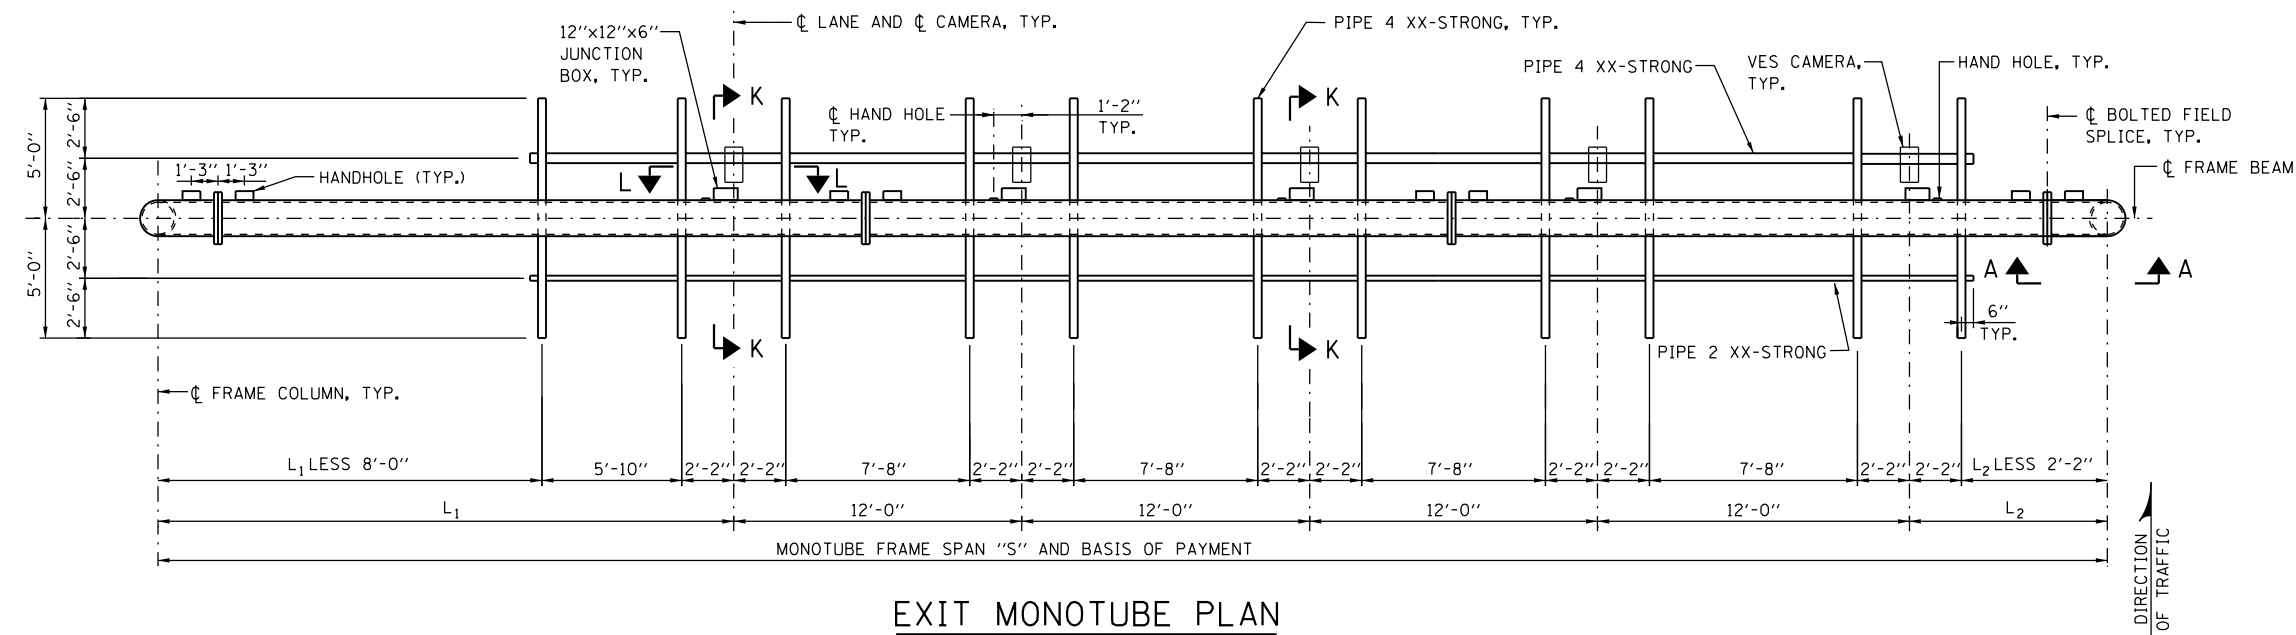 ℄ LANE AND ℄ CAMERA, TYP.
PIPE 4 XX-STRONG, TYP.
12''x12''x6''
JUNCTION
BOX, TYP.
PIPE 4 XX-STRONG
VES CAMERA,
TYP.
HAND HOLE, TYP.
K
K
℄ HAND HOLE
TYP.
1'-2''
TYP.
℄ BOLTED FIELD
SPLICE, TYP.
5'-0''
2'-6''
2'-6''
1'-3''
1'-3''
HANDHOLE (TYP.)
L
L
℄ FRAME BEAM
5'-0''
2'-6''
2'-6''
A
A
6''
TYP.
K
K
PIPE 2 XX-STRONG
℄ FRAME COLUMN, TYP.
L₁ LESS 8'-0''
5'-10''
2'-2''
2'-2''
7'-8''
2'-2''
2'-2''
7'-8''
2'-2''
2'-2''
7'-8''
2'-2''
2'-2''
7'-8''
2'-2''
2'-2''
L₂ LESS 2'-2''
L₁
12'-0''
12'-0''
12'-0''
12'-0''
L₂
MONOTUBE FRAME SPAN ''S'' AND BASIS OF PAYMENT
DIRECTION
OF TRAFFIC
EXIT MONOTUBE PLAN